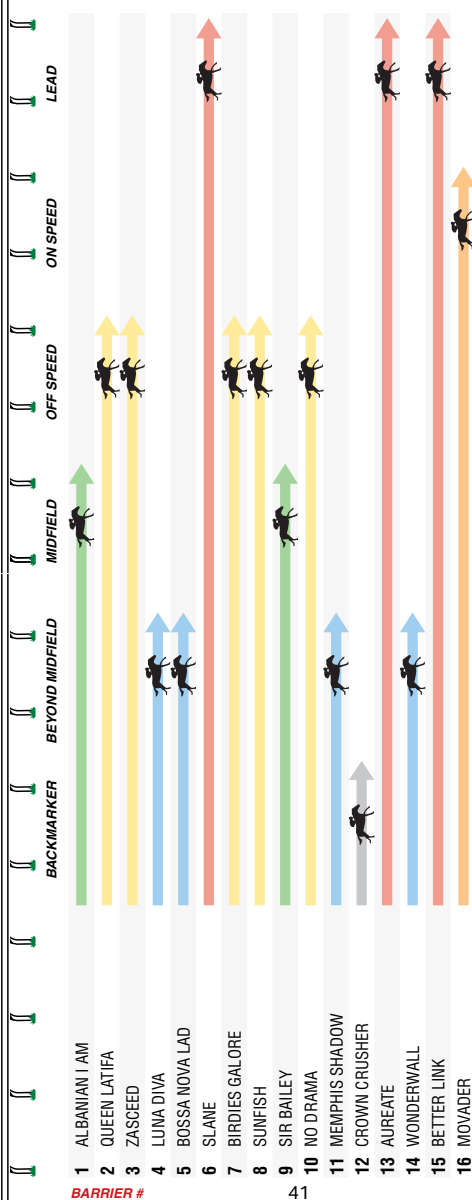 BACKMARKER BEYOND MIDFIELD MIDFIELD OFF SPEED ON SPEED LEAD
1 ALBANIAN I AM
2 QUEEN LATIFA
3 ZASCEED
4 LUNA DIVA
5 BOSSA NOVA LAD
6 SLANE
7 BIRDIES GALORE
8 SUNFISH
9 SIR BAILEY
10 NO DRAMA
11 MEMPHIS SHADOW
12 CROWN CRUSHER
13 AUREATE
14 WONDERWALL
15 BETTER LINK
16 MOVADER
BARRIER #
41